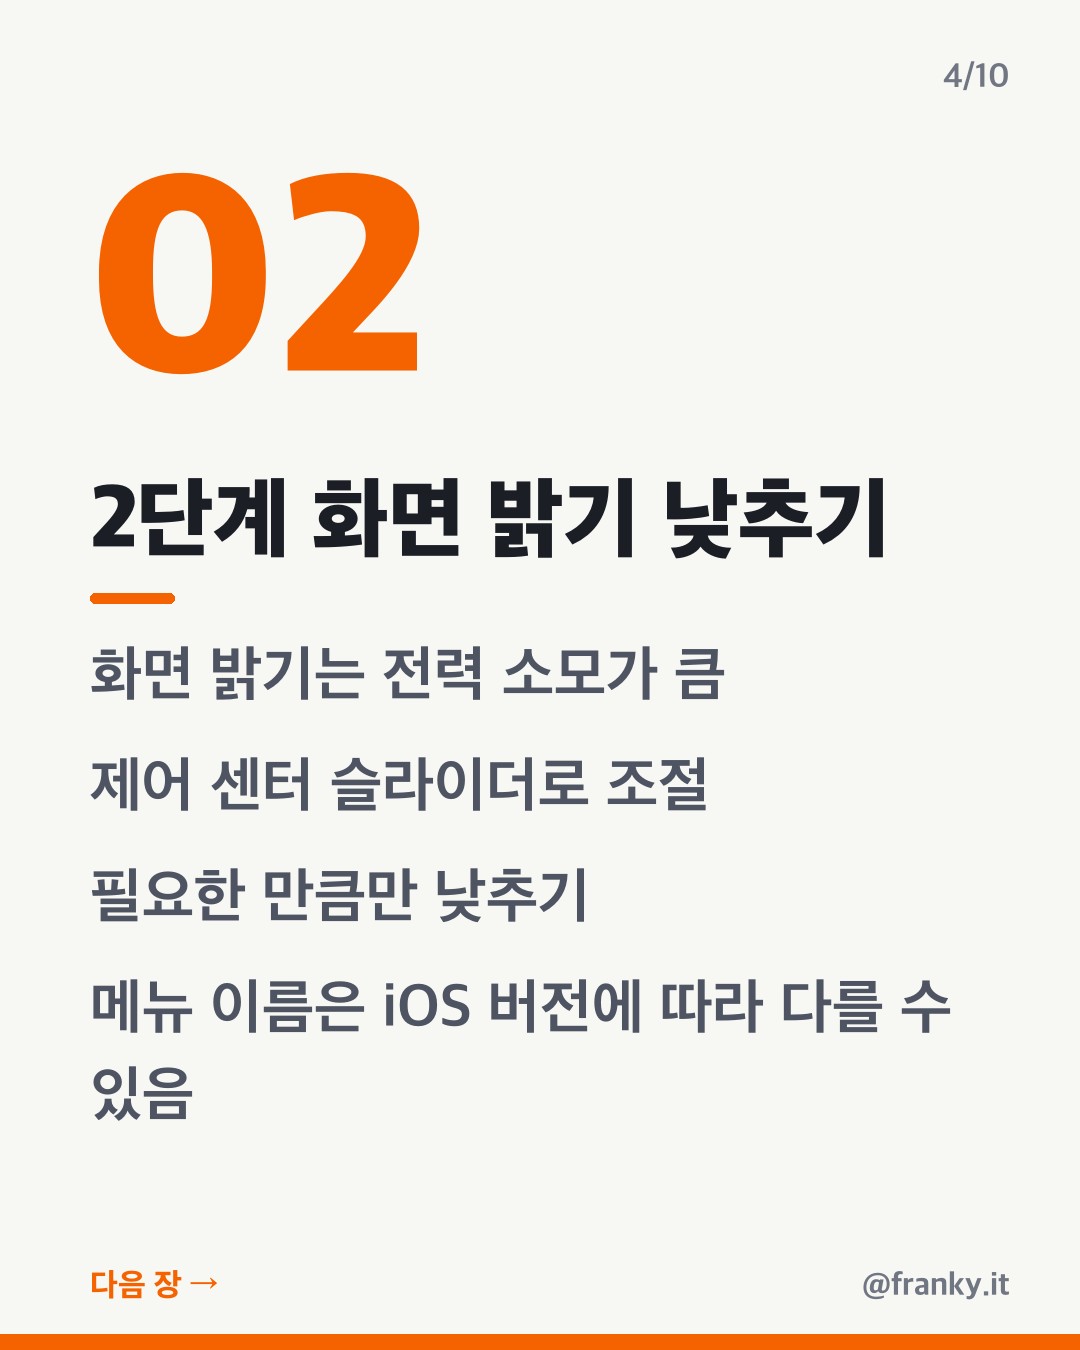 4/10
02
2단계 화면 밝기 낮추기
화면 밝기는 전력 소모가 큼
제어 센터 슬라이더로 조절
필요한 만큼만 낮추기
메뉴 이름은 iOS 버전에 따라 다를 수
있음
다음 장 →
@franky.it